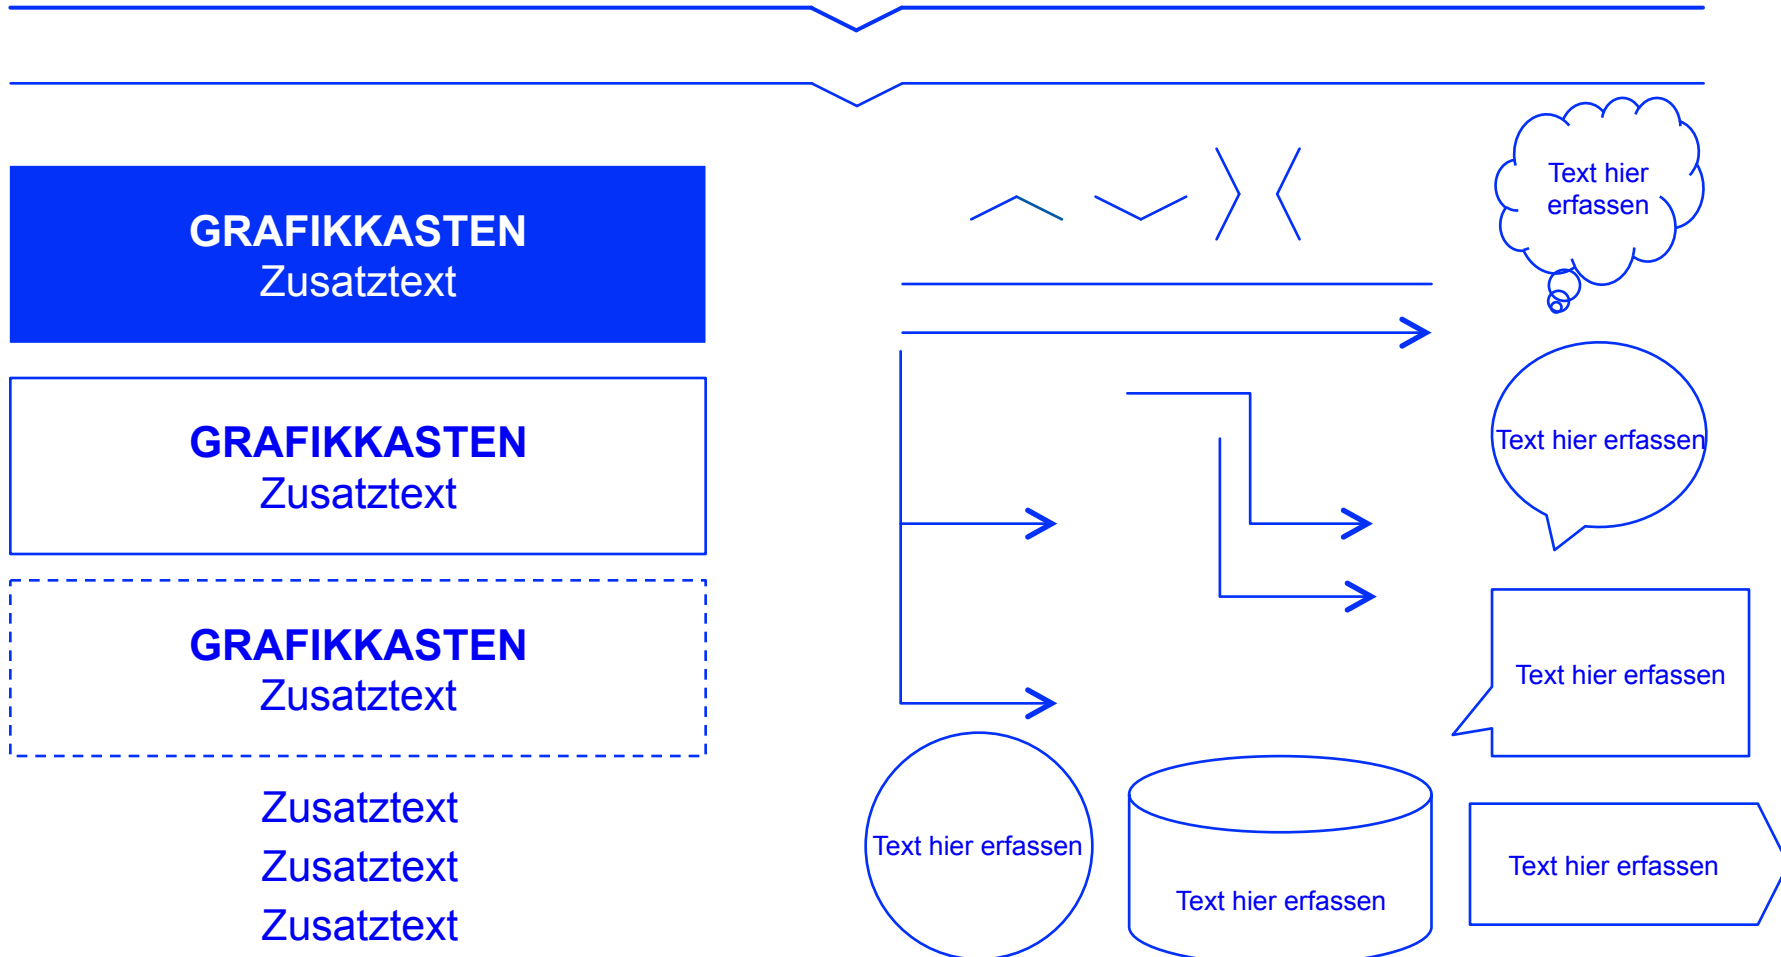 GRAFIKKASTEN
Zusatztext
GRAFIKKASTEN
Zusatztext
GRAFIKKASTEN
Zusatztext
Zusatztext
Zusatztext
Zusatztext
Text hier
erfassen
Text hier erfassen
Text hier erfassen
Text hier erfassen
Text hier erfassen
Text hier erfassen